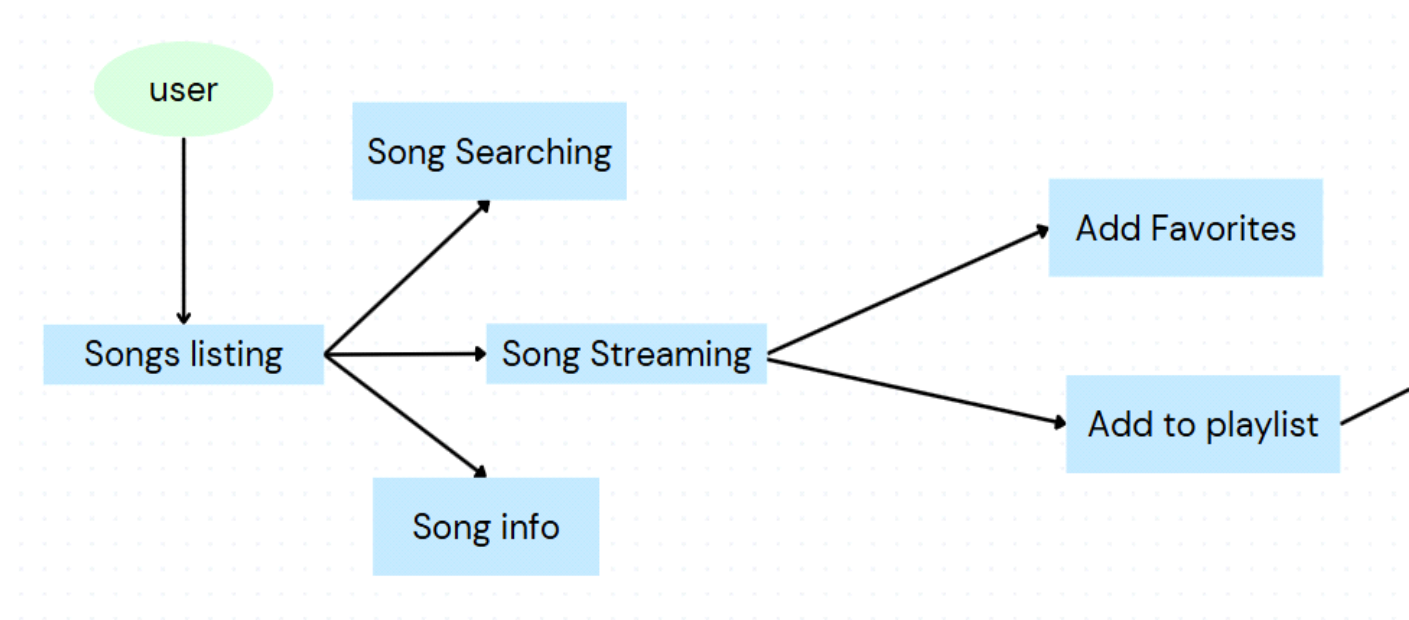 user
Song Searching
Add Favorites
Songs listing
Song Streaming
Add to playlist
Song info